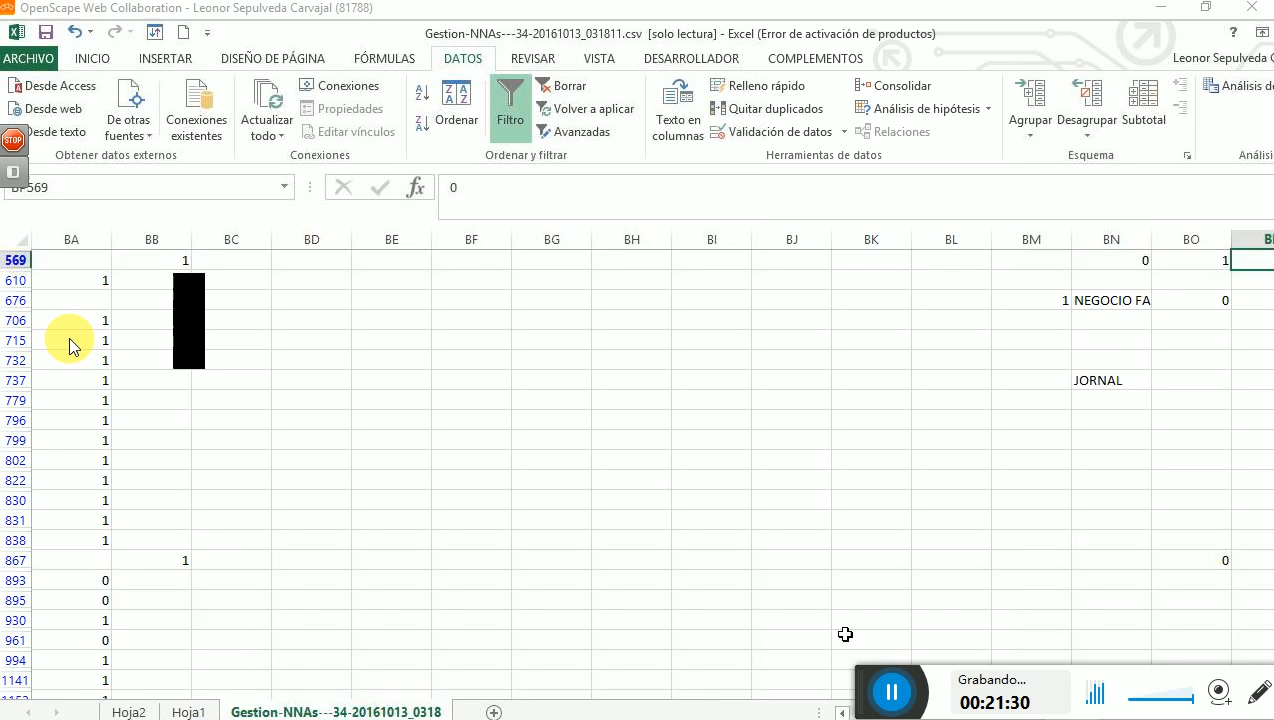 OpenScape Web Collaboration - Leonor Sepulveda Carvajal (81788)
Gestion-NNAs---34-20161013_031811.csv [solo lectura] - Excel (Error de activación de productos)
ARCHIVO INICIO INSERTAR DISEÑO DE PÁGINA FÓRMULAS DATOS REVISAR VISTA DESARROLLADOR COMPLEMENTOS Leonor Sepulveda C
Desde Access
Desde web
Desde texto
De otras fuentes
Conexiones existentes
Obtener datos externos
Actualizar todo
Conexiones
Propiedades
Editar vínculos
Conexiones
Ordenar
Filtro
Borrar
Volver a aplicar
Avanzadas
Ordenar y filtrar
Texto en columnas
Relleno rápido
Quitar duplicados
Validación de datos
Consolidar
Análisis de hipótesis
Relaciones
Herramientas de datos
Agrupar
Desagrupar
Subtotal
Esquema
Análisis d
Análisi
STOP
569
fx
0
BA BB BC BD BE BF BG BH BI BJ BK BL BM BN BO
569 1 0 1
610 1
676 1 NEGOCIO FA 0
706 1
715 1
732 1
737 1 JORNAL
779 1
796 1
799 1
802 1
822 1
830 1
831 1
838 1
867 1 0
893 0
895 0
930 1
961 0
994 1
1141 1
Grabando...
00:21:30
Hoja2 Hoja1 Gestion-NNAs---34-20161013_0318